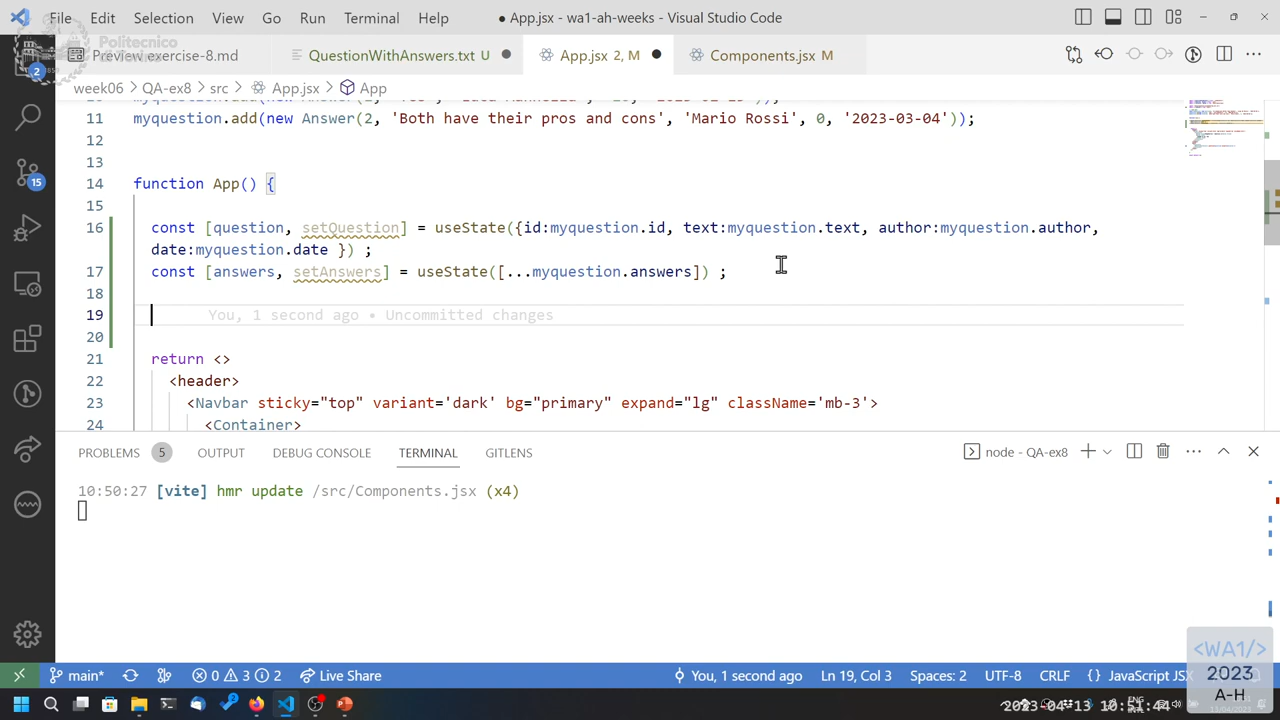 File Edit Selection View Go Run Terminal Help ● App.jsx - wa1-ah-weeks - Visual Studio Code
Politecnico
Preview exercise-8.md QuestionWithAnswers.txt U App.jsx 2, M Components.jsx M
week06 > QA-ex8 > src > App.jsx > App
11 myquestion.add(new Answer(2, 'Both have their pros and cons', 'Mario Rossi', 8, '2023-03-04'));
12
13
14 function App() {
15
16 const [question, setQuestion] = useState({id:myquestion.id, text:myquestion.text, author:myquestion.author,
date:myquestion.date }) ;
17 const [answers, setAnswers] = useState([...myquestion.answers]) ;
18
19 You, 1 second ago • Uncommitted changes
20
21 return <>
22 <header>
23 <Navbar sticky="top" variant='dark' bg="primary" expand="lg" className='mb-3'>
24 <Container>
PROBLEMS 5 OUTPUT DEBUG CONSOLE TERMINAL GITLENS node - QA-ex8
10:50:27 [vite] hmr update /src/Components.jsx (x4)
2
15
main* 0 3 2 Live Share You, 1 second ago Ln 19, Col 3 Spaces: 2 UTF-8 CRLF { } JavaScript JSX
<WA1/>
2023
A-H